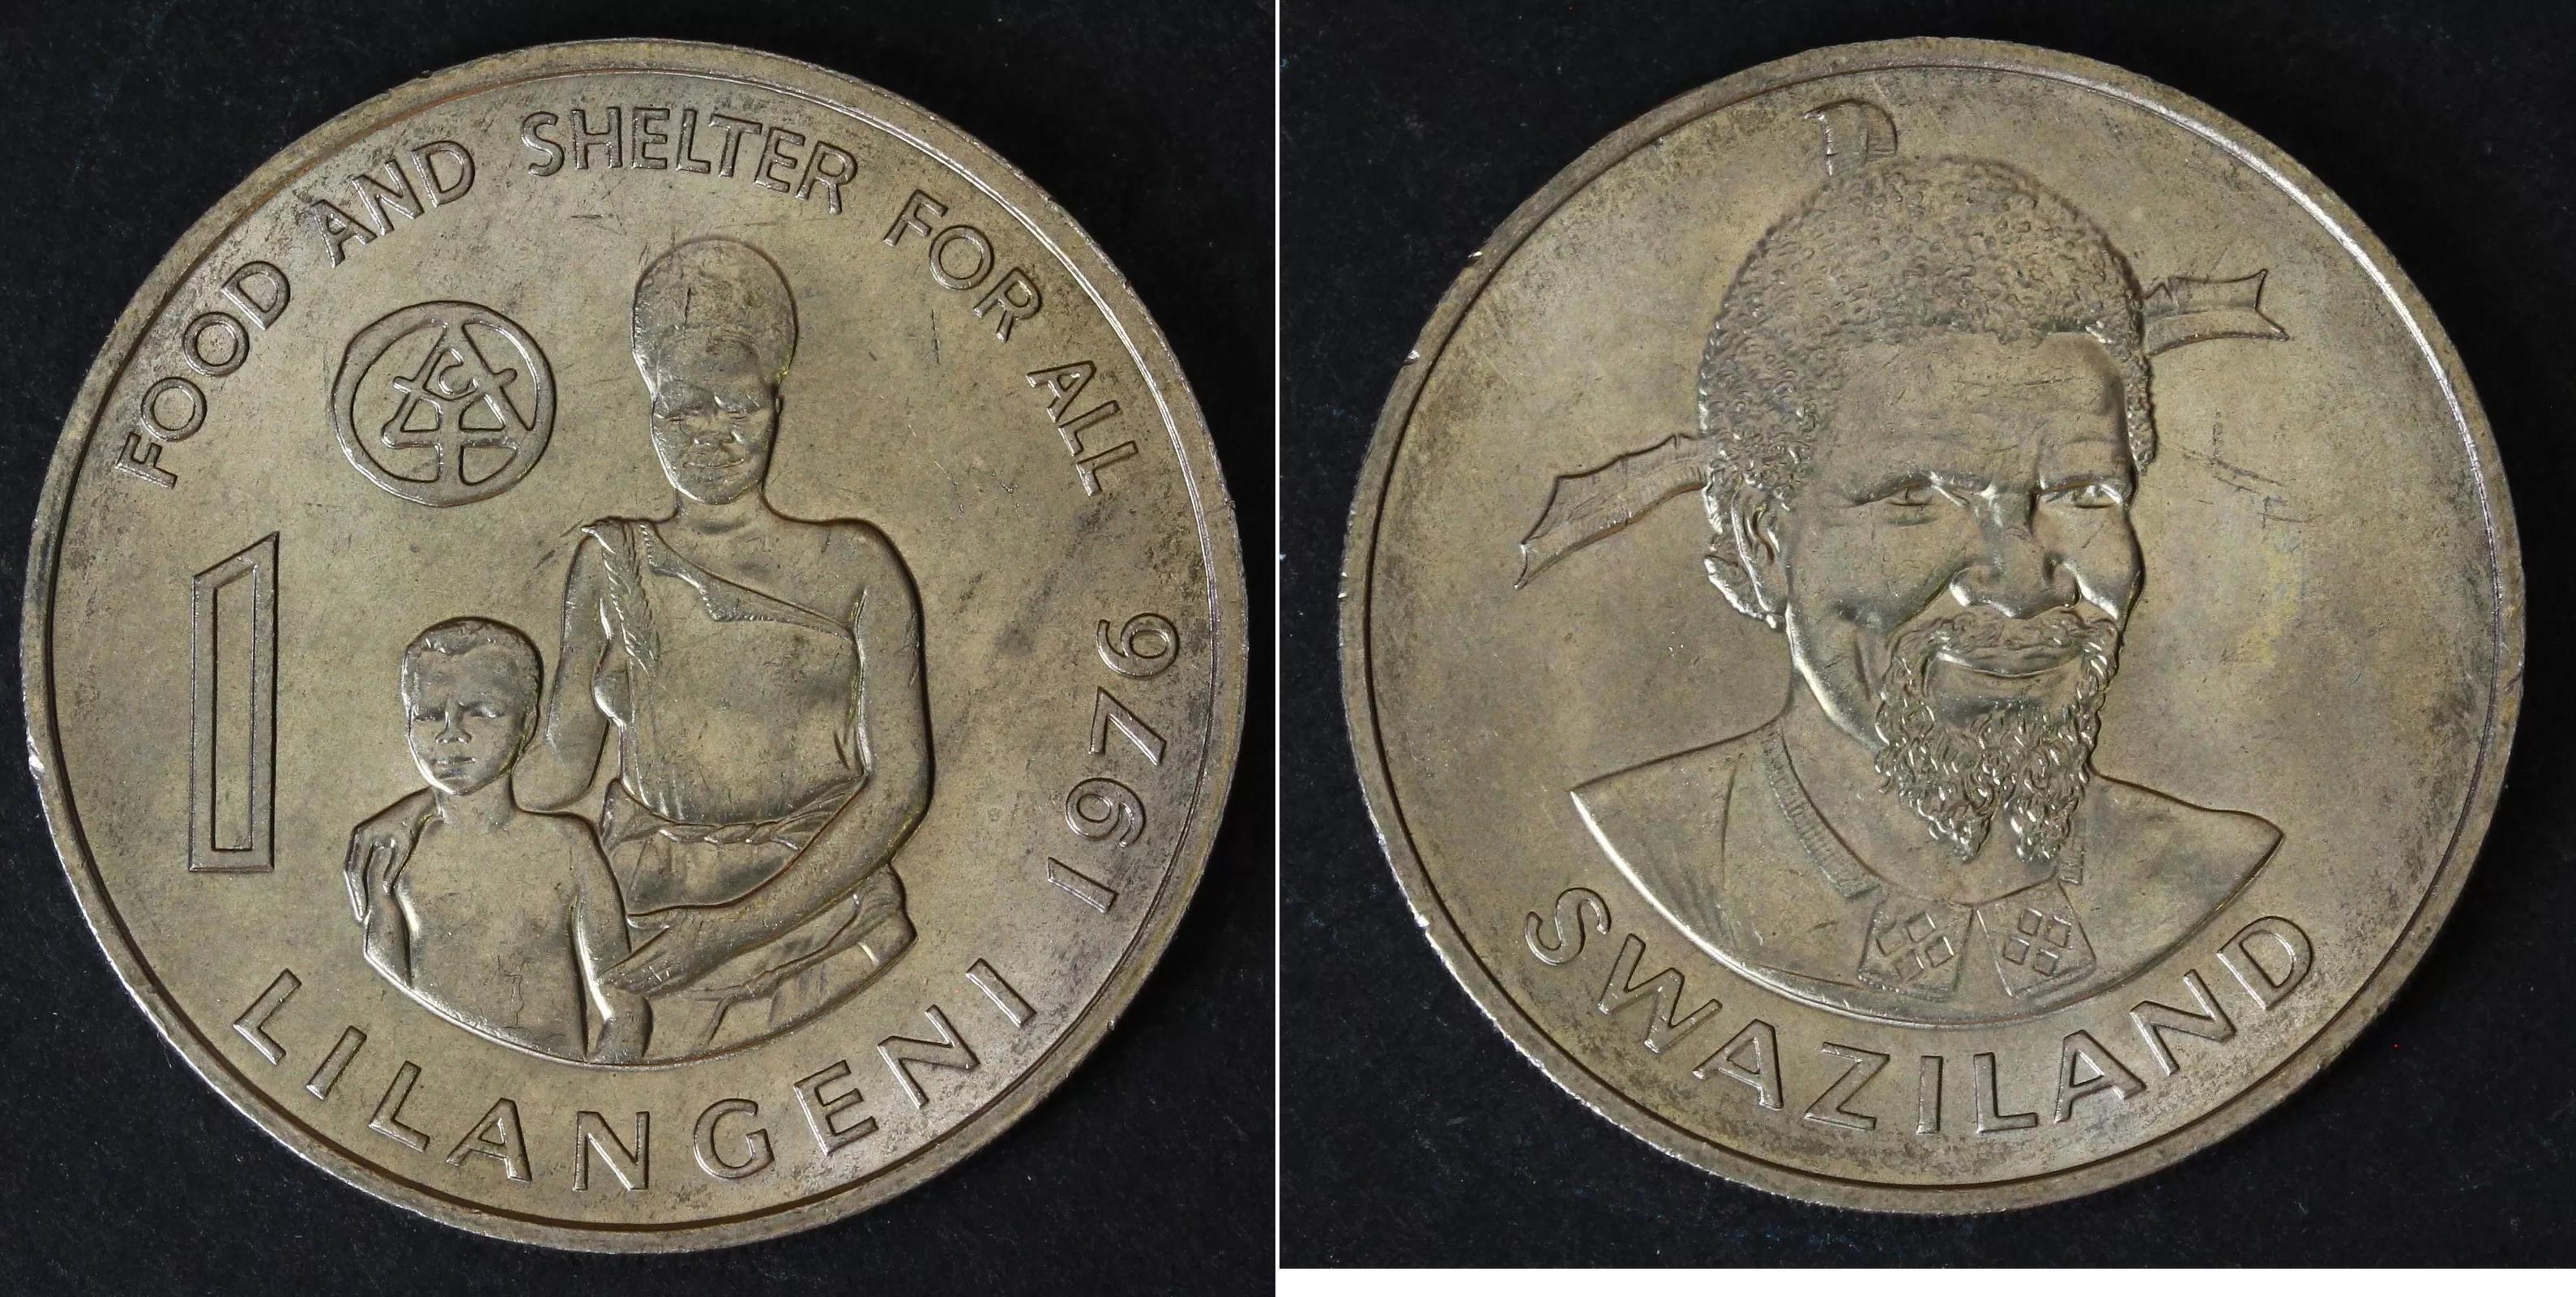 FOOD AND SHELTER FOR ALL
1
LILANGENI 1976
SWAZILAND